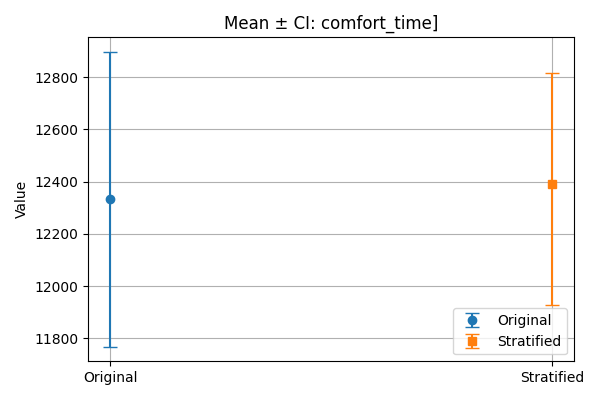 Mean ± CI: comfort_time]
Value
12800
12600
12400
12200
12000
11800
Original
Stratified
Original
Stratified